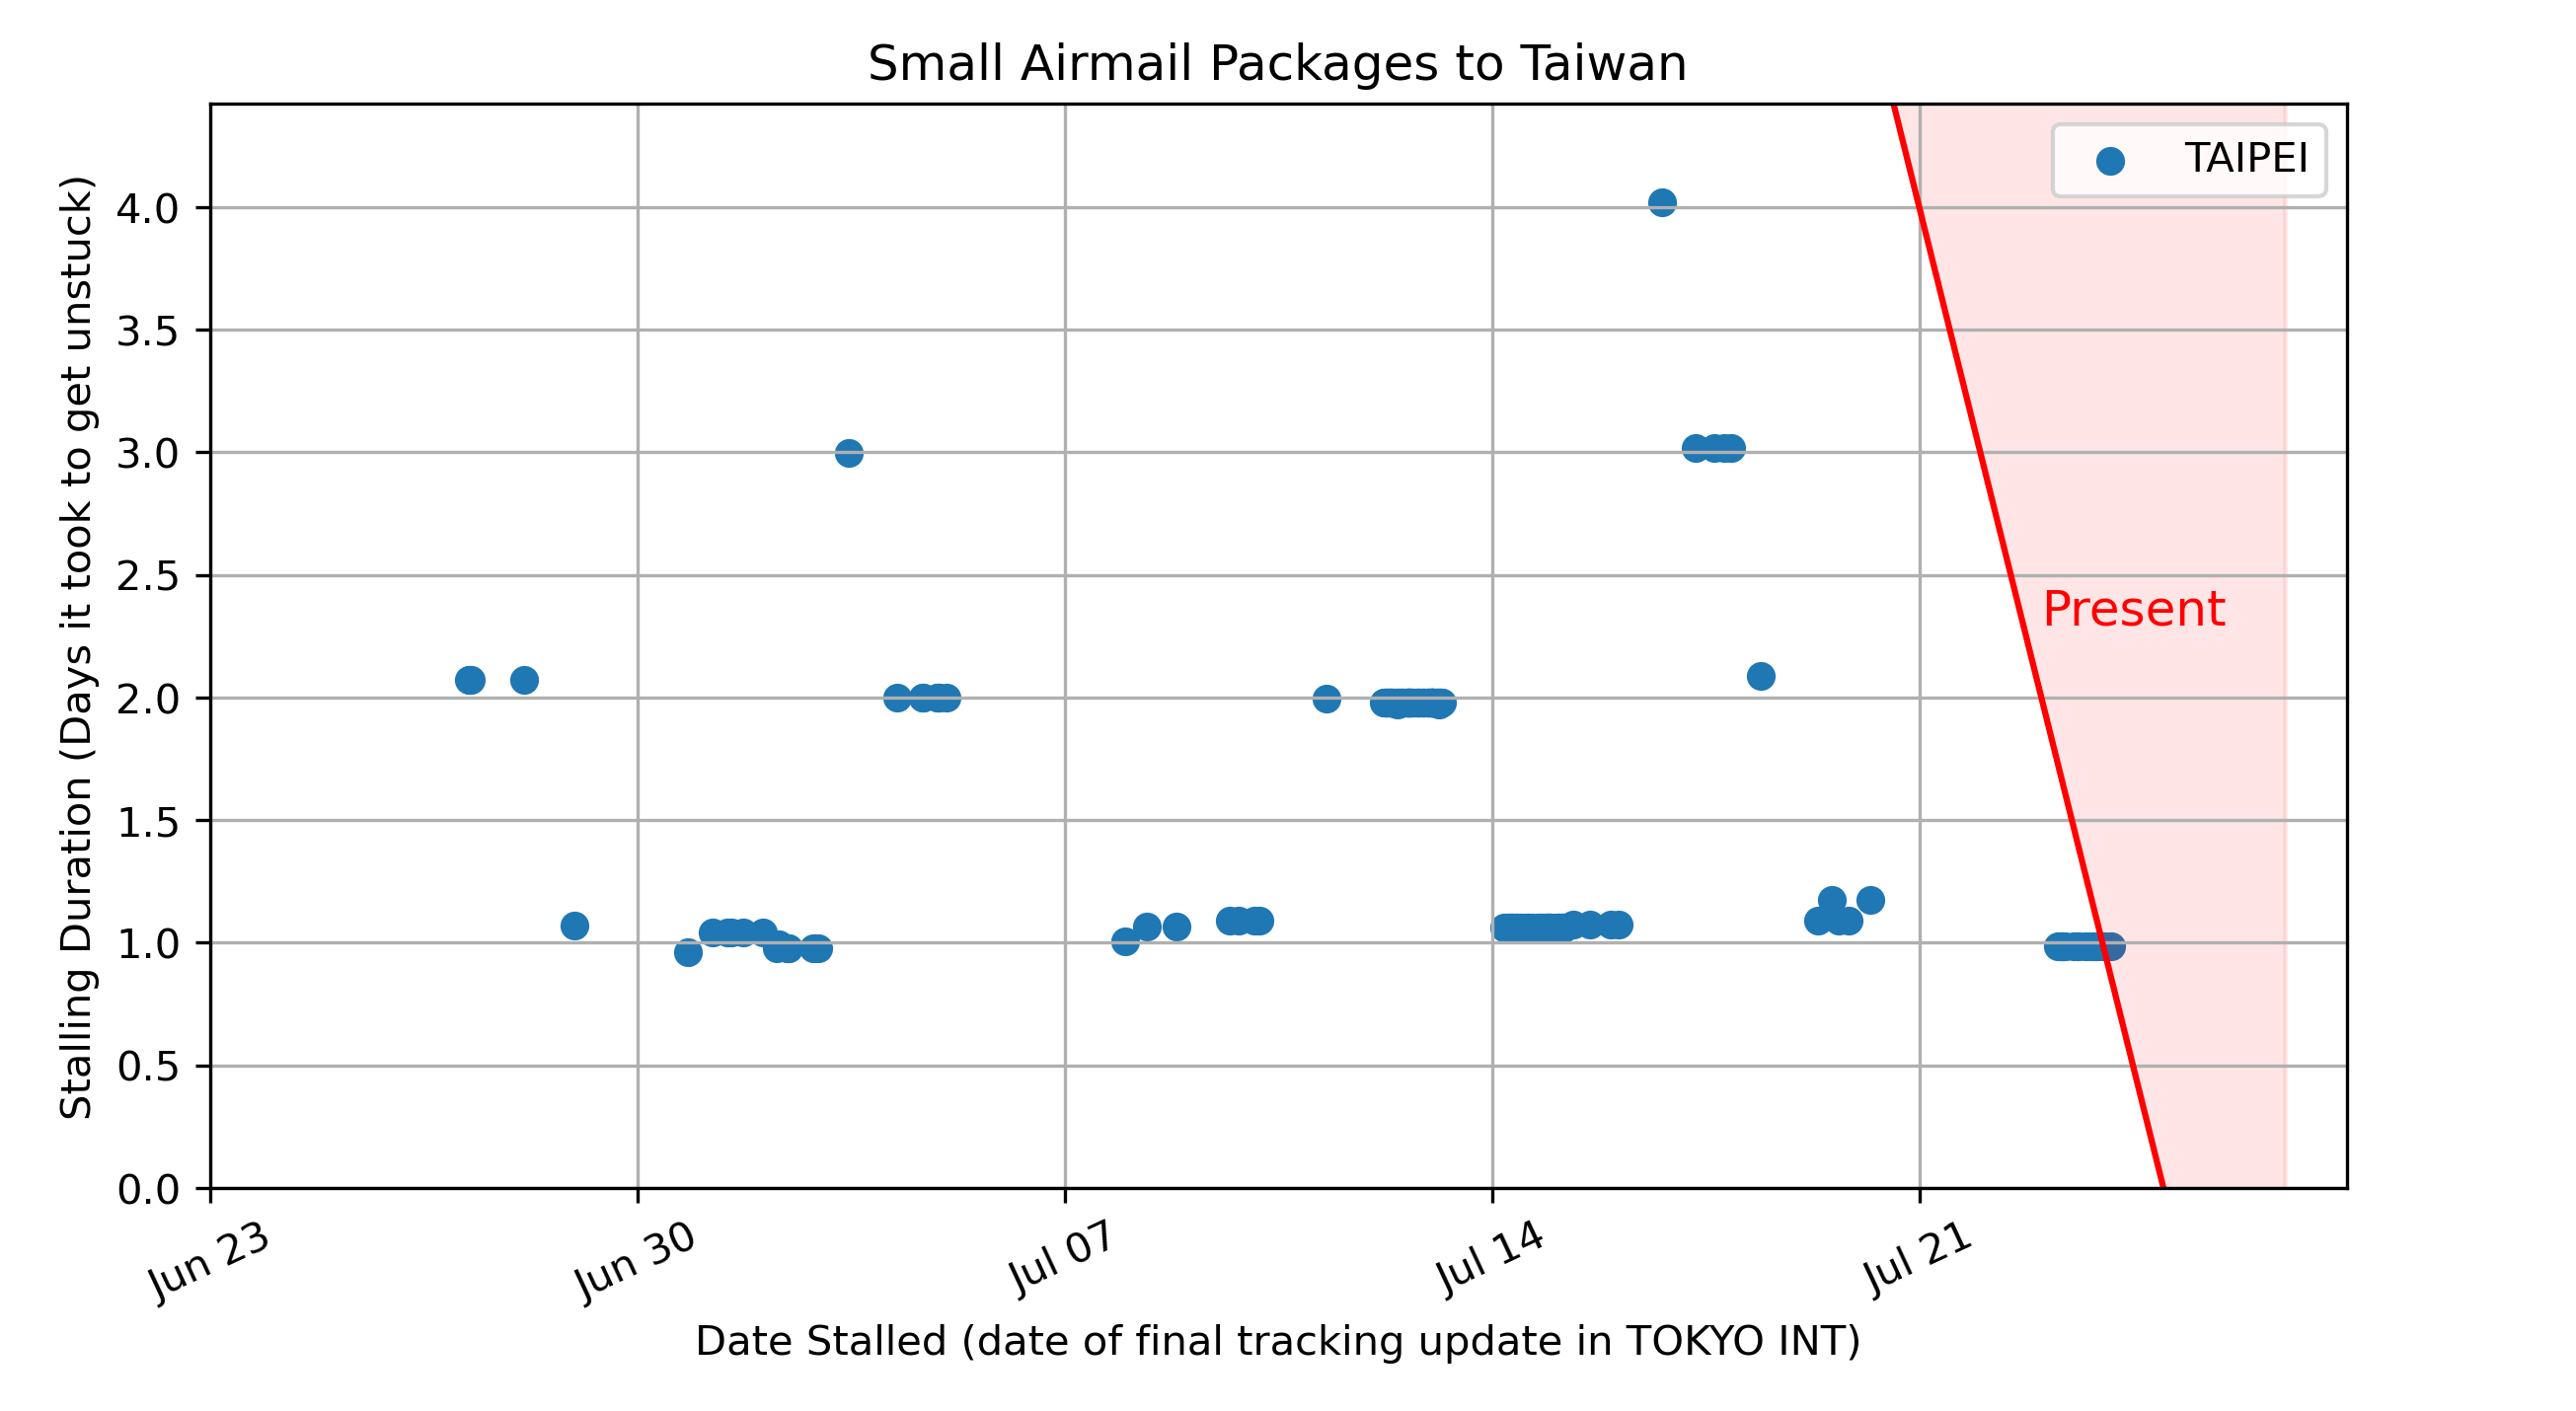 Small Airmail Packages to Taiwan
TAIPEI
Stalling Duration (Days it took to get unstuck)
4.0
3.5
3.0
2.5
2.0
1.5
1.0
0.5
0.0
Present
Jun 23
Jun 30
Jul 07
Jul 14
Jul 21
Date Stalled (date of final tracking update in TOKYO INT)